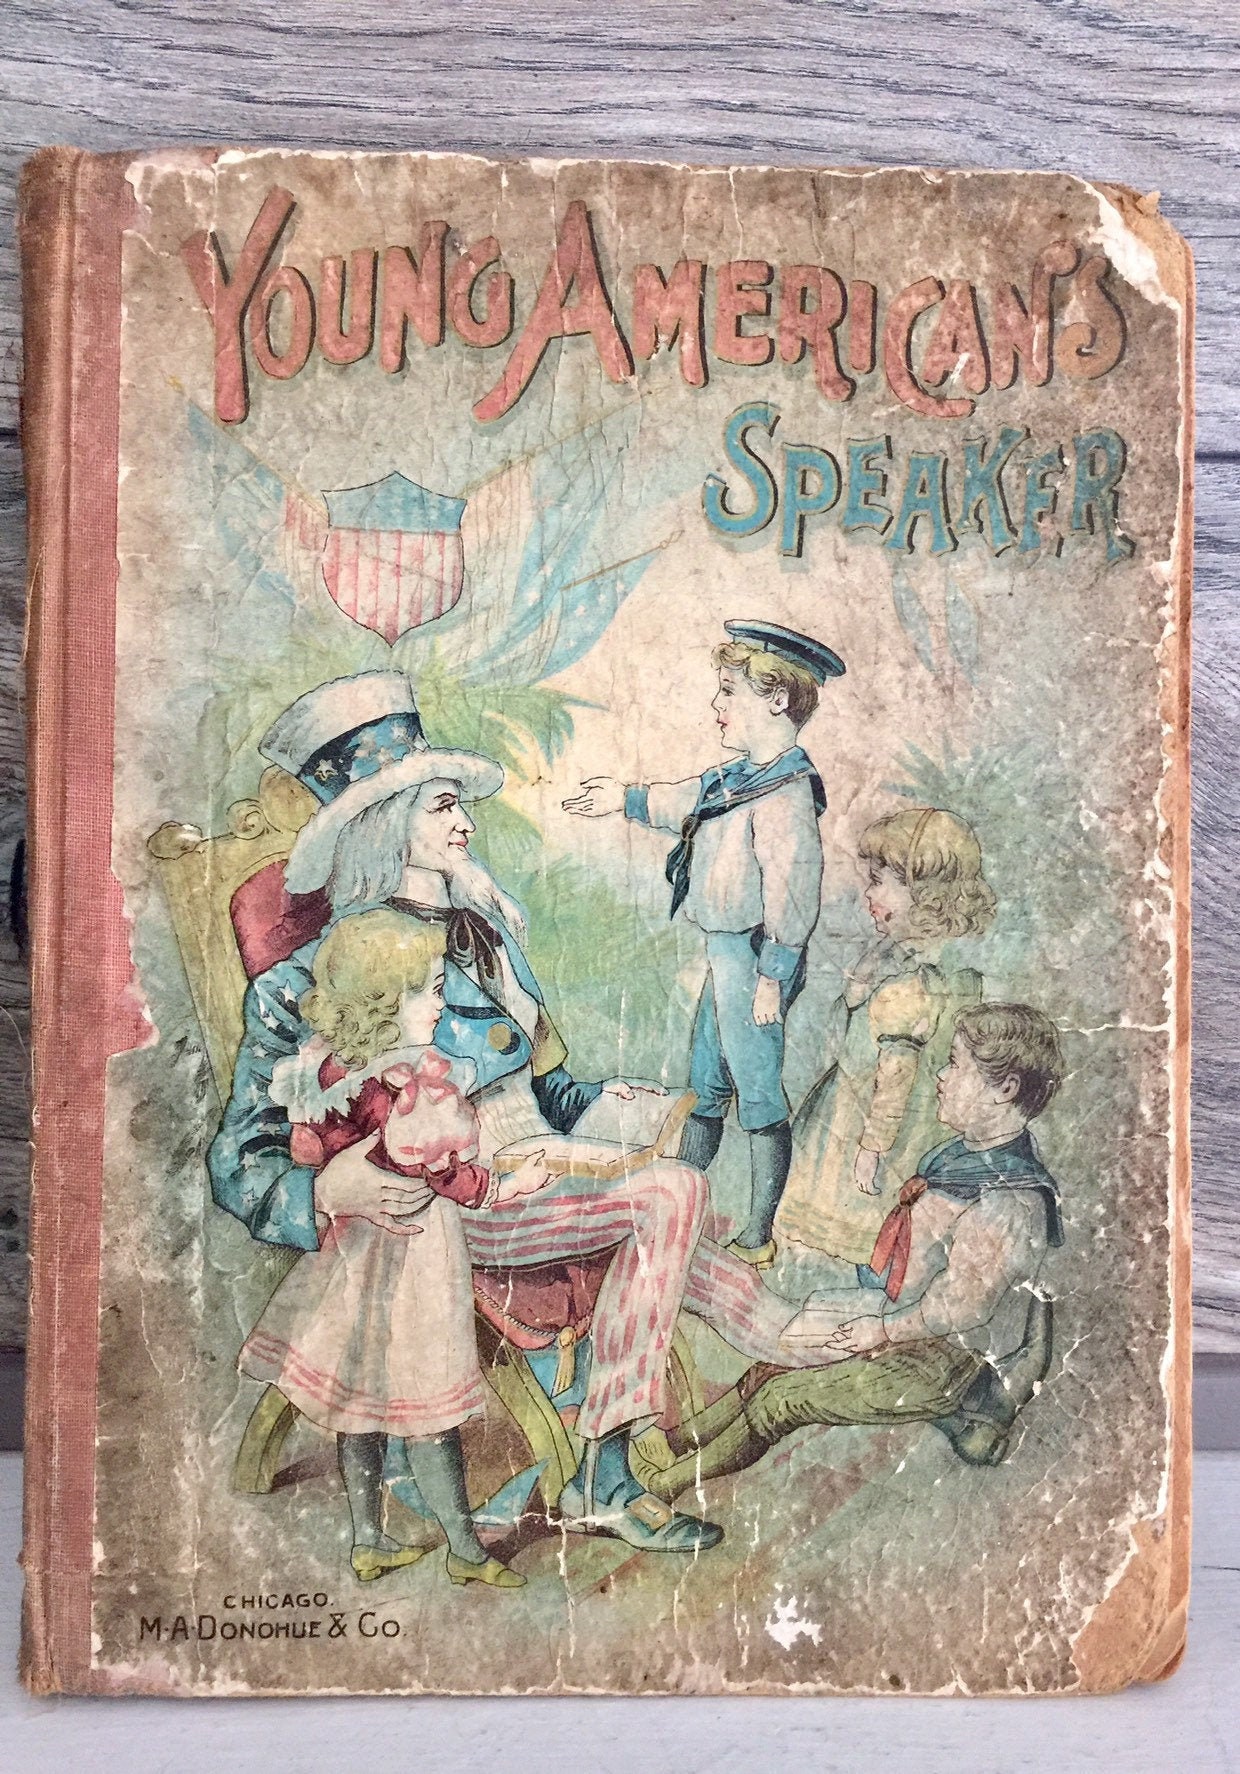 YOUNG AMERICAN'S
SPEAKER
CHICAGO.
M.A. DONOHUE & CO.